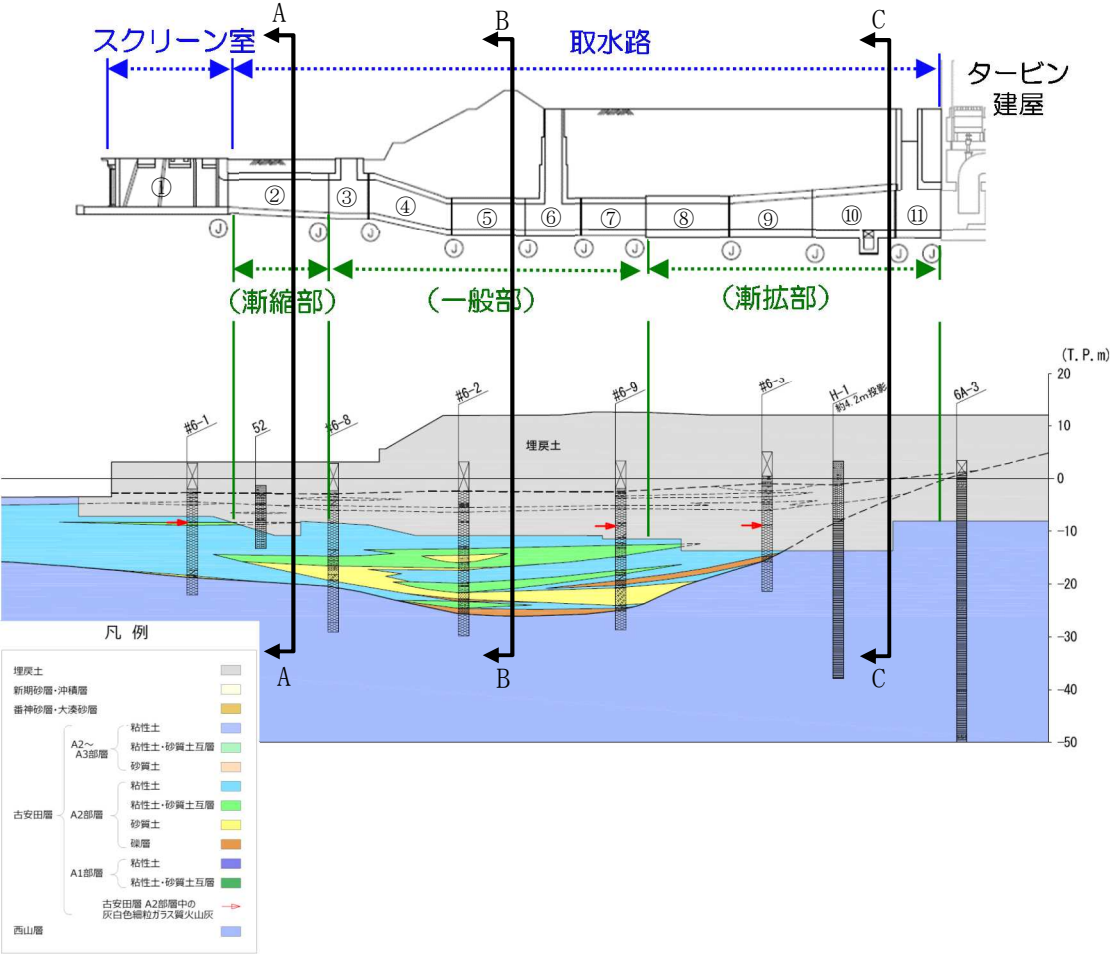 A
B
C
スクリーン室
取水路
タービン
建屋
①
②
③
④
⑤
⑥
⑦
⑧
⑨
⑩
⑪
J
J
J
J
J
J
J
J
J
(漸縮部)
(一般部)
(漸拡部)
(T.P.m)
#6-1
52
#6-8
#6-2
#6-9
#6-3
H-1
約4.2m投影
6A-3
埋戻土
20
10
0
-10
-20
-30
-40
-50
A
B
C
凡 例
埋戻土
新期砂層・沖積層
番神砂層・大湊砂層
古安田層
A2~
A3部層
粘性土
粘性土・砂質土互層
砂質土
A2部層
粘性土
粘性土・砂質土互層
砂質土
礫層
A1部層
粘性土
粘性土・砂質土互層
古安田層 A2部層中の
灰白色細粒ガラス質火山灰
西山層